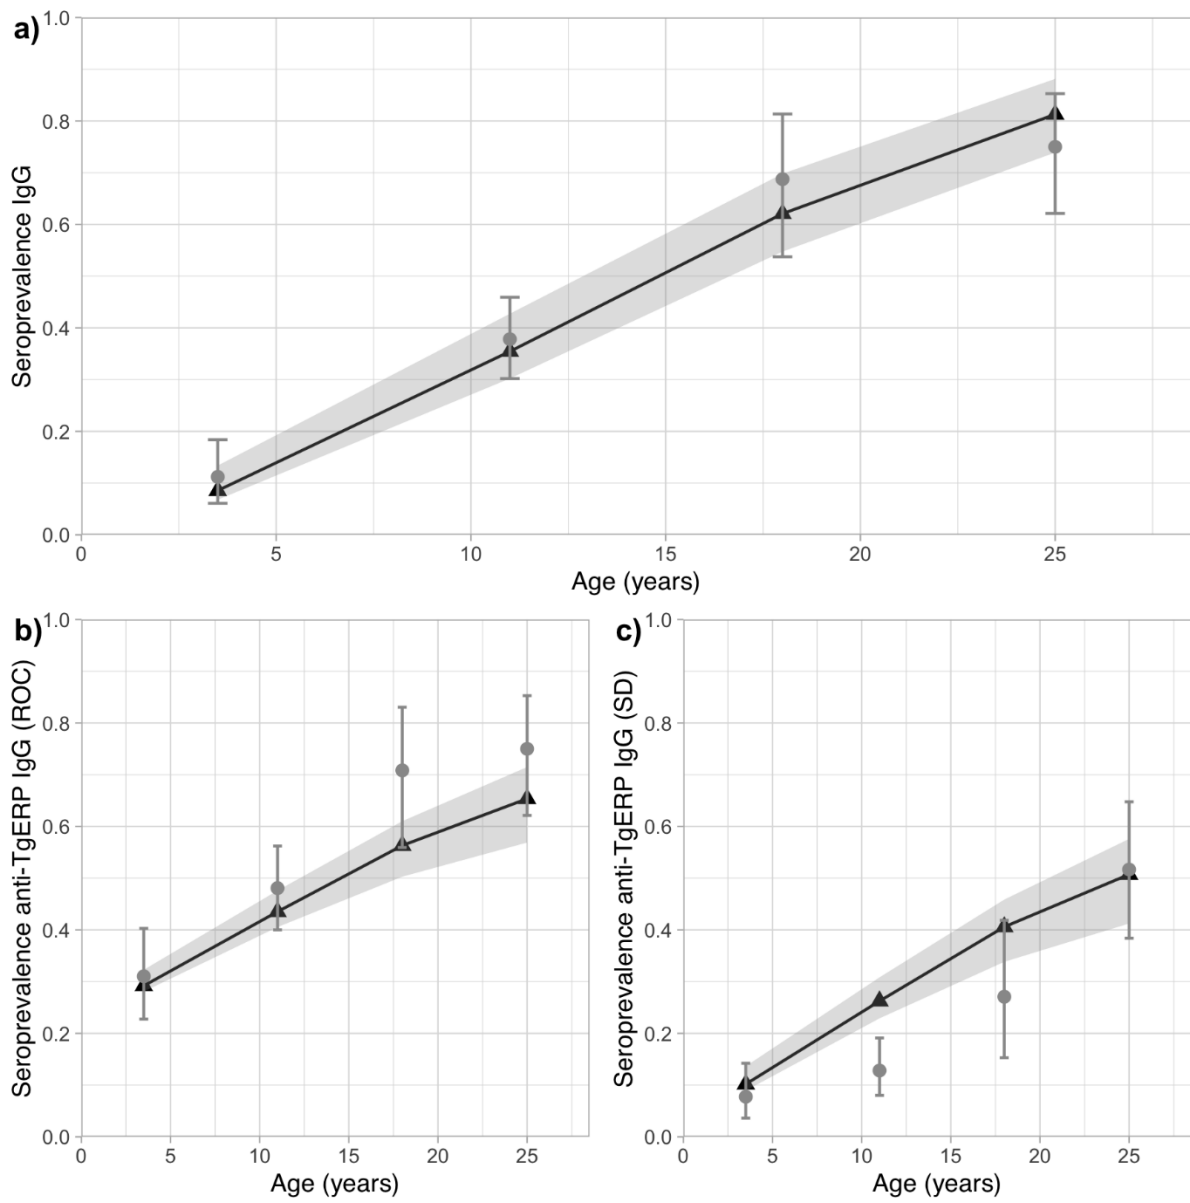 a)
1.0
0.8
0.6
0.4
0.2
0.0
Seroprevalence IgG
0 5 10 15 20 25
Age (years)
b)
1.0
0.8
0.6
0.4
0.2
0.0
Seroprevalence anti-TgERP IgG (ROC)
0 5 10 15 20 25
Age (years)
c)
1.0
0.8
0.6
0.4
0.2
0.0
Seroprevalence anti-TgERP IgG (SD)
0 5 10 15 20 25
Age (years)